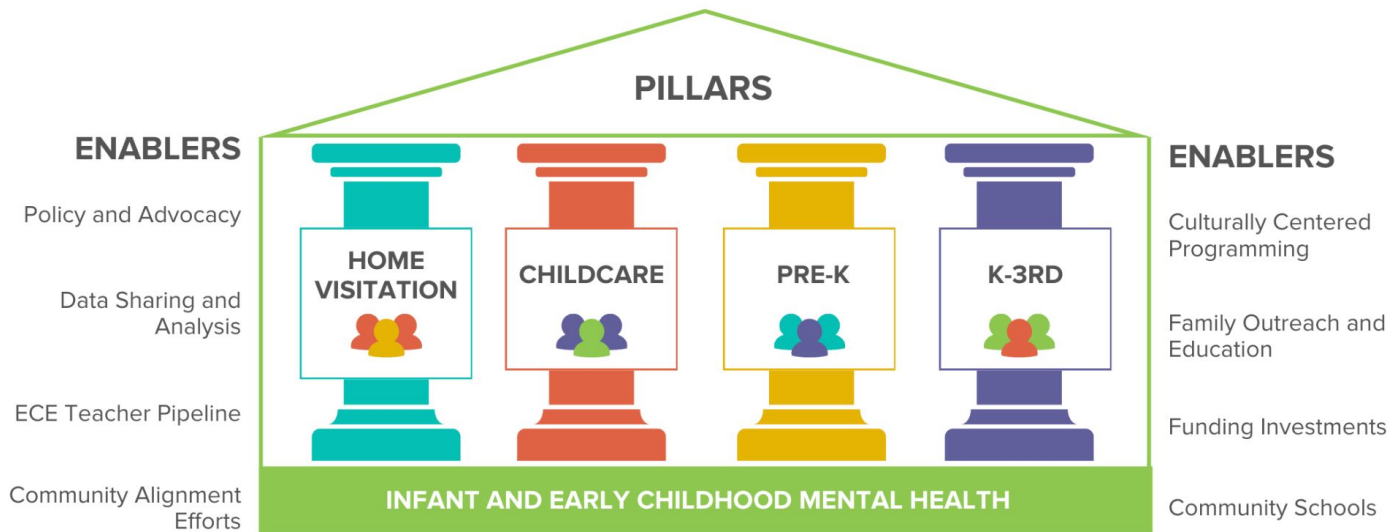 PILLARS
ENABLERS
Policy and Advocacy
Data Sharing and
Analysis
ECE Teacher Pipeline
Community Alignment
Efforts
HOME
VISITATION
CHILDCARE
PRE-K
K-3RD
INFANT AND EARLY CHILDHOOD MENTAL HEALTH
ENABLERS
Culturally Centered
Programming
Family Outreach and
Education
Funding Investments
Community Schools